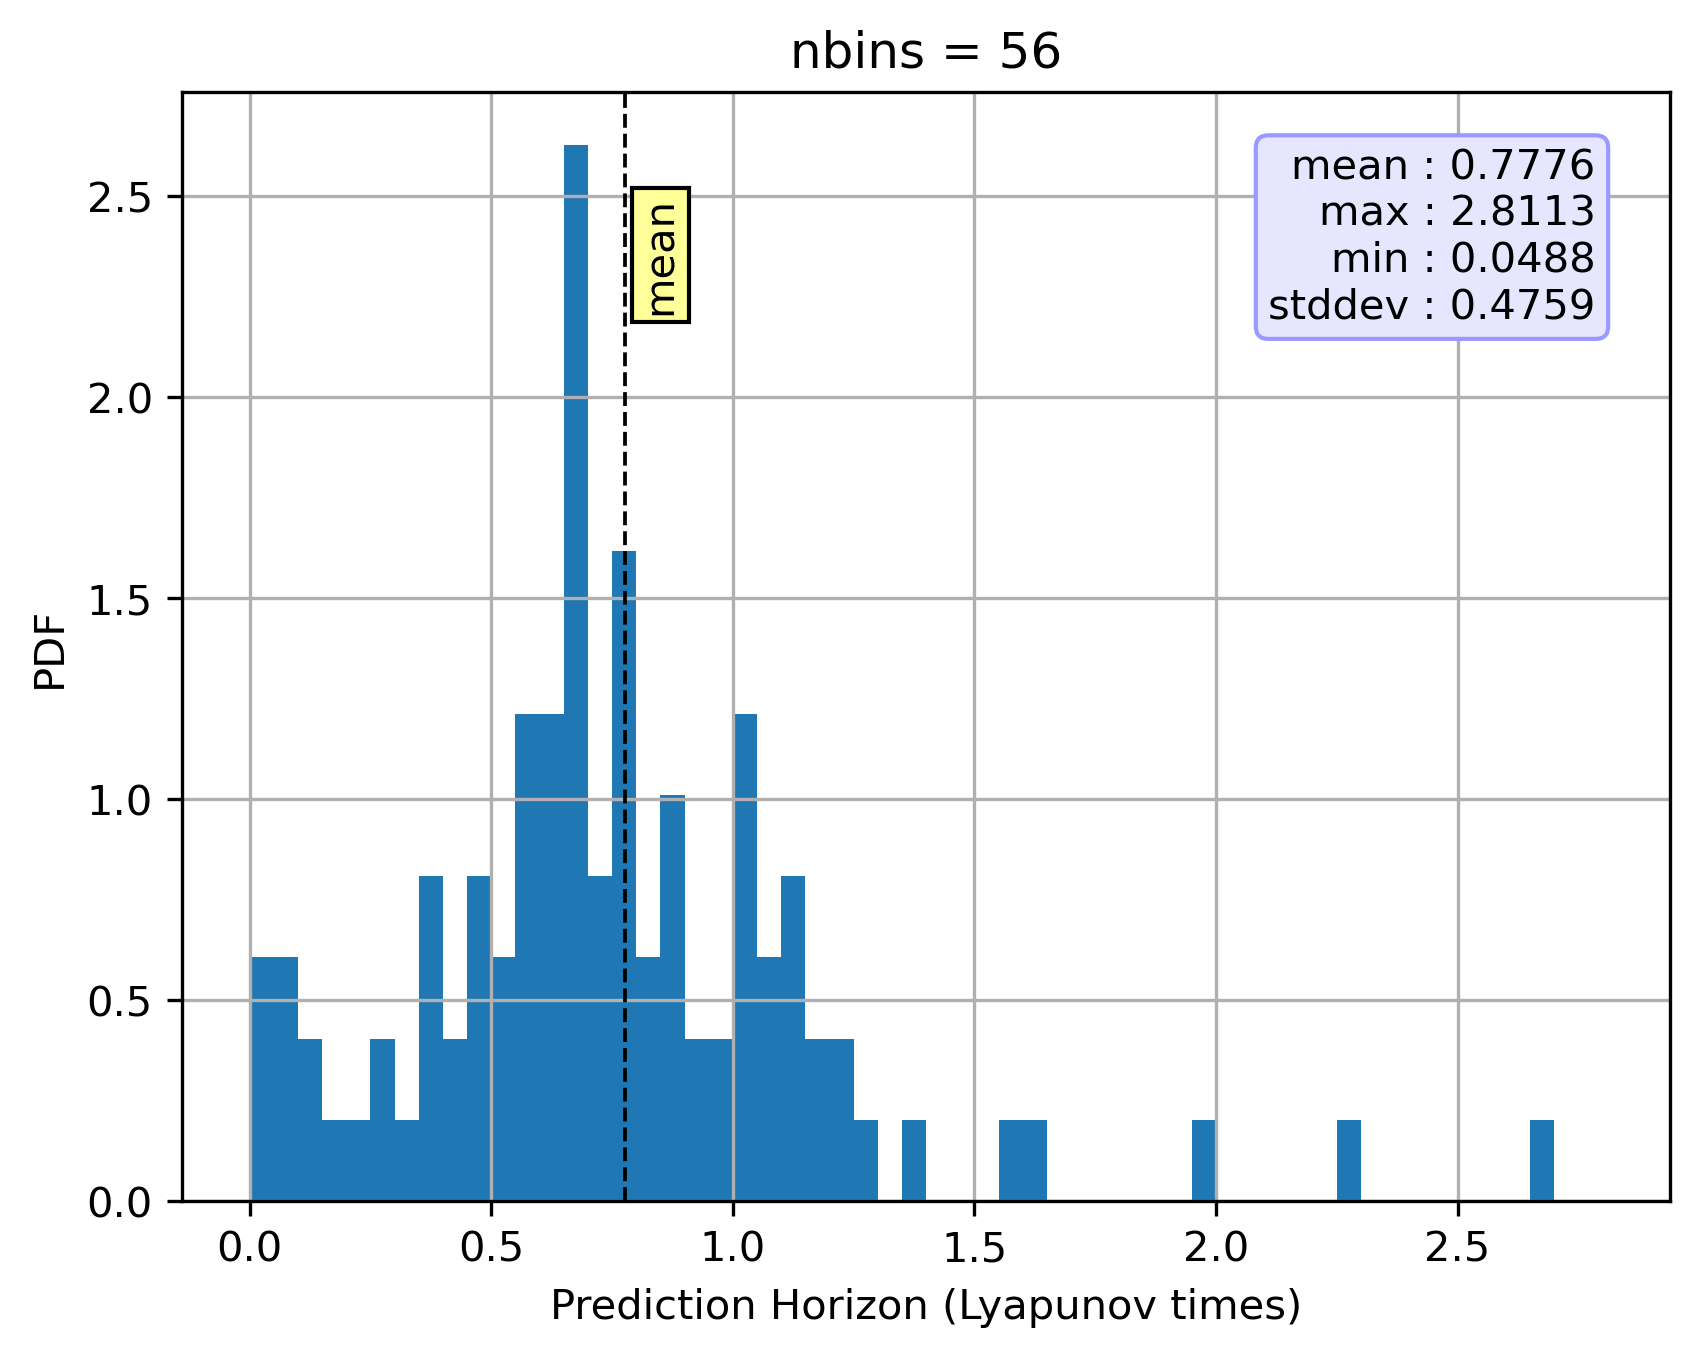 nbins = 56
mean : 0.7776
max : 2.8113
min : 0.0488
stddev : 0.4759
mean
PDF
2.5
2.0
1.5
1.0
0.5
0.0
0.0 0.5 1.0 1.5 2.0 2.5
Prediction Horizon (Lyapunov times)